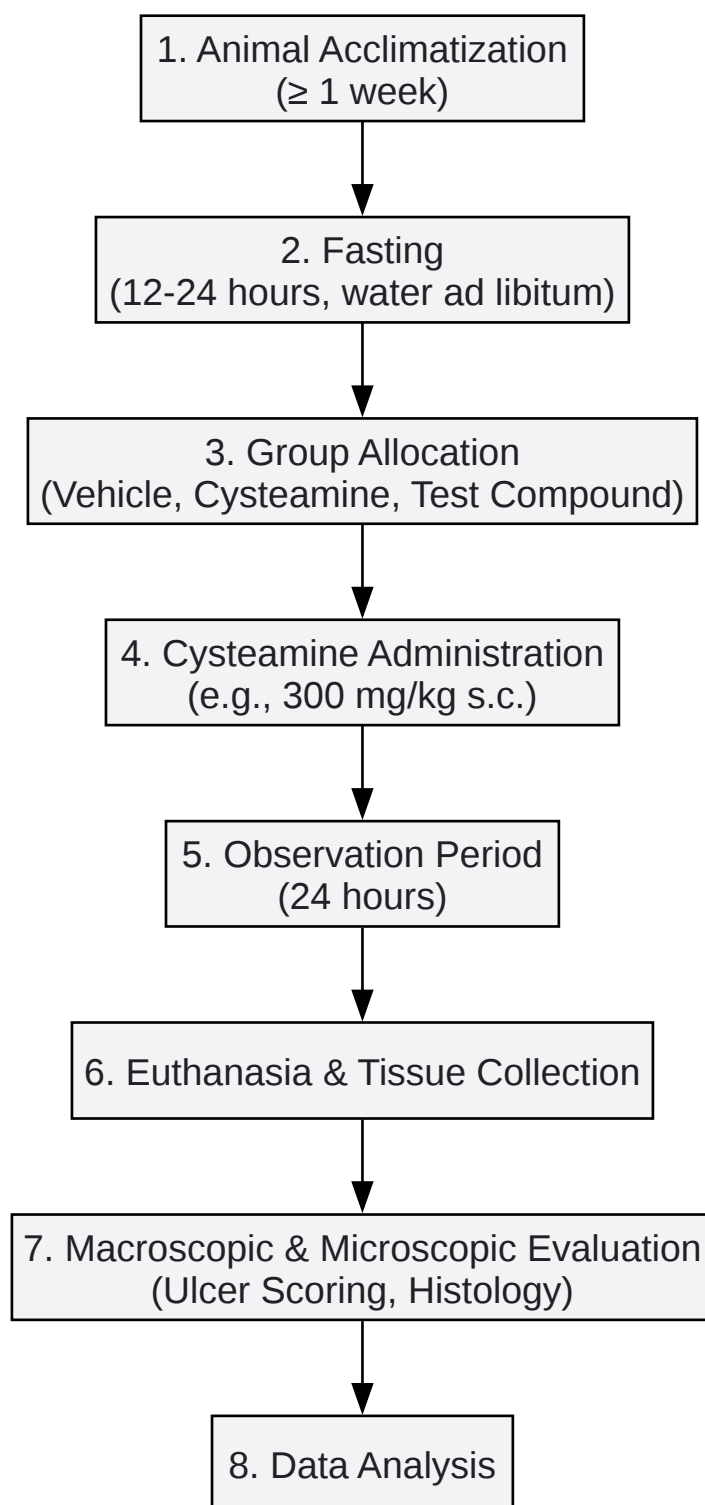 1. Animal Acclimatization
(≥ 1 week)
2. Fasting
(12-24 hours, water ad libitum)
3. Group Allocation
(Vehicle, Cysteamine, Test Compound)
4. Cysteamine Administration
(e.g., 300 mg/kg s.c.)
5. Observation Period
(24 hours)
6. Euthanasia & Tissue Collection
7. Macroscopic & Microscopic Evaluation
(Ulcer Scoring, Histology)
8. Data Analysis